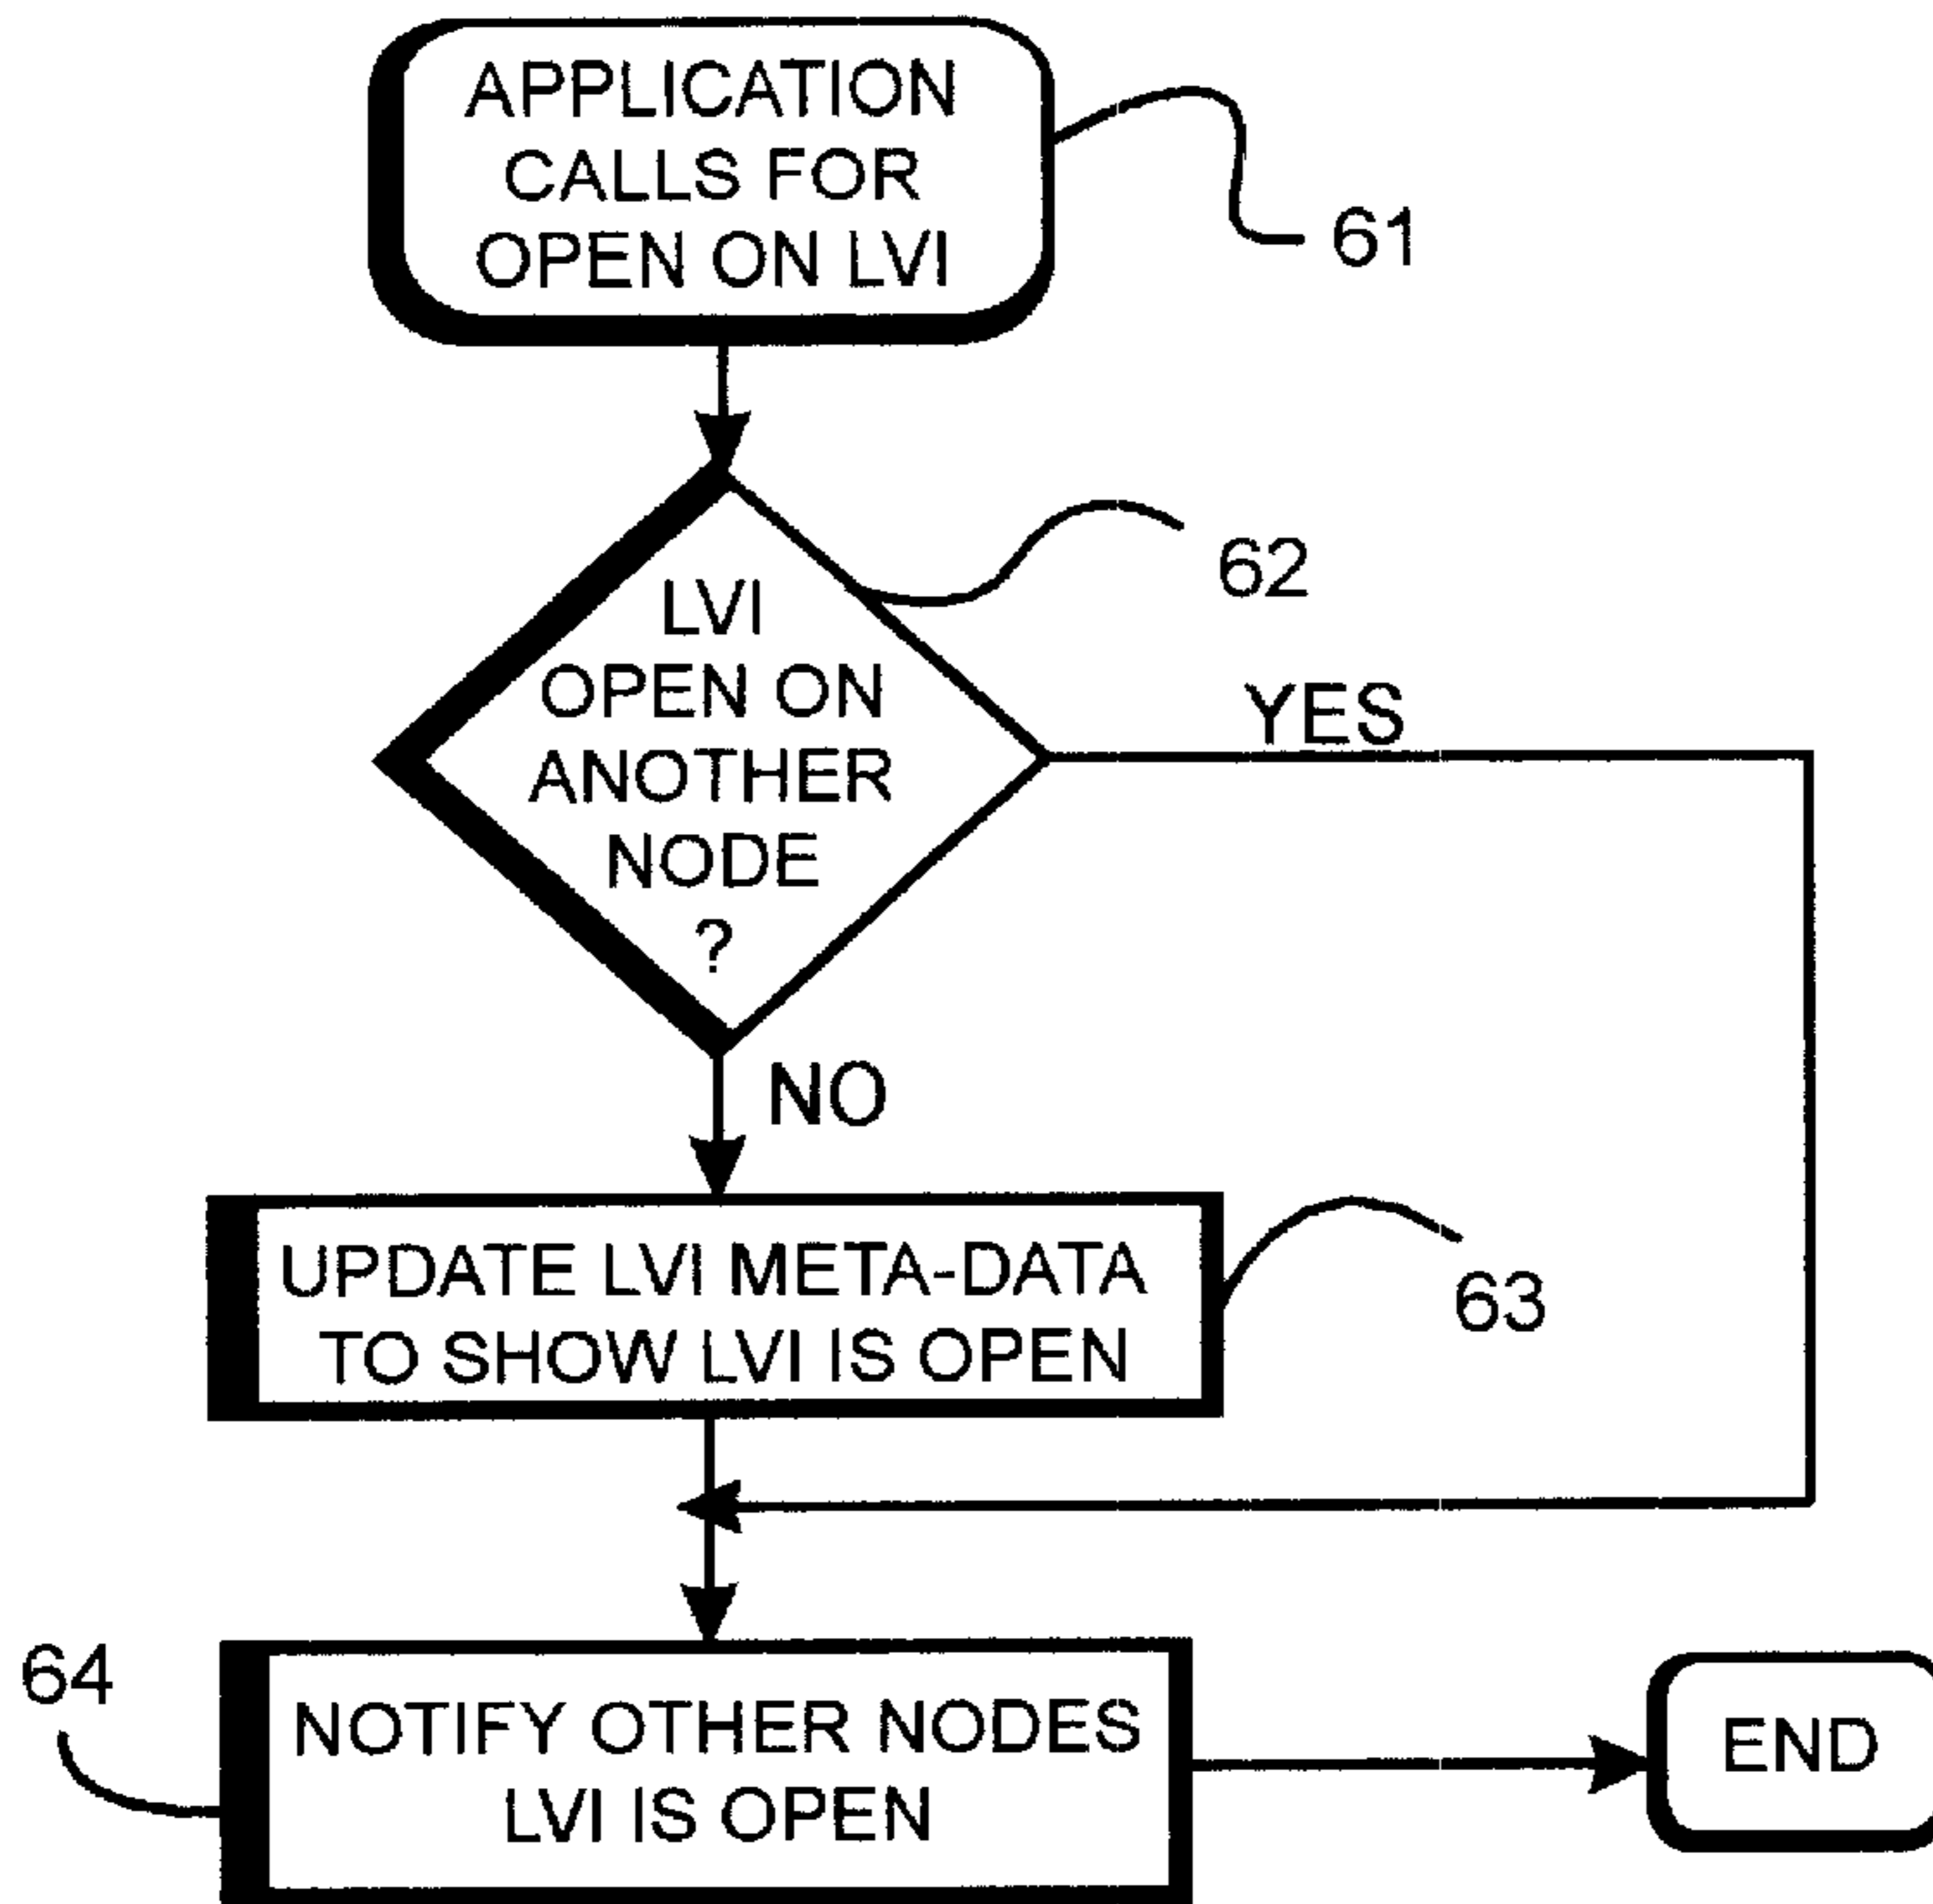 APPLICATION
CALLS FOR
OPEN ON LVI
61
LVI
OPEN ON
ANOTHER
NODE
?
62
YES
NO
UPDATE LVI META-DATA
TO SHOW LVI IS OPEN
63
64
NOTIFY OTHER NODES
LVI IS OPEN
END